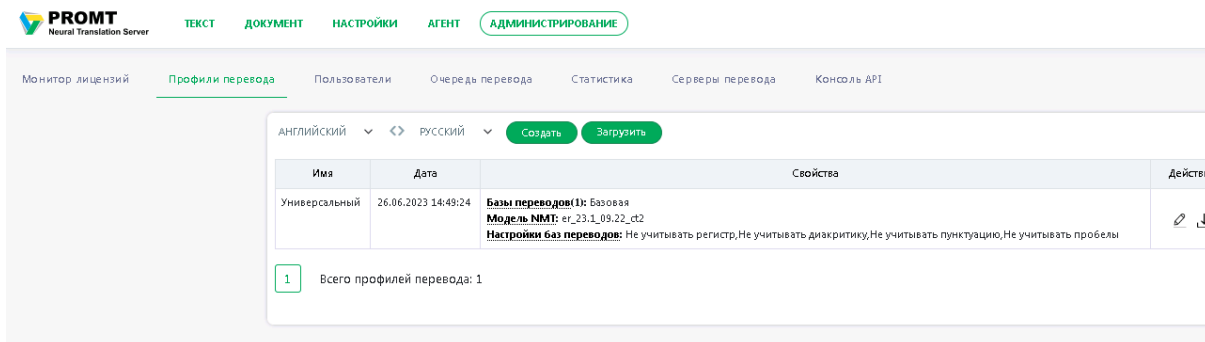 PROMT
Neural Translation Server
ТЕКСТ ДОКУМЕНТ НАСТРОЙКИ АГЕНТ АДМИНИСТРИРОВАНИЕ
Монитор лицензий Профили перевода Пользователи Очередь перевода Статистика Серверы перевода Консоль API
АНГЛИЙСКИЙ <> РУССКИЙ Создать Загрузить
Имя Дата Свойства Действ
Универсальный 26.06.2023 14:49:24 Базы переводов(1): Базовая
Модель NMT: er_23.1_09.22_ct2
Настройки баз переводов: Не учитывать регистр,Не учитывать диакритику,Не учитывать пунктуацию,Не учитывать пробелы
1 Всего профилей перевода: 1